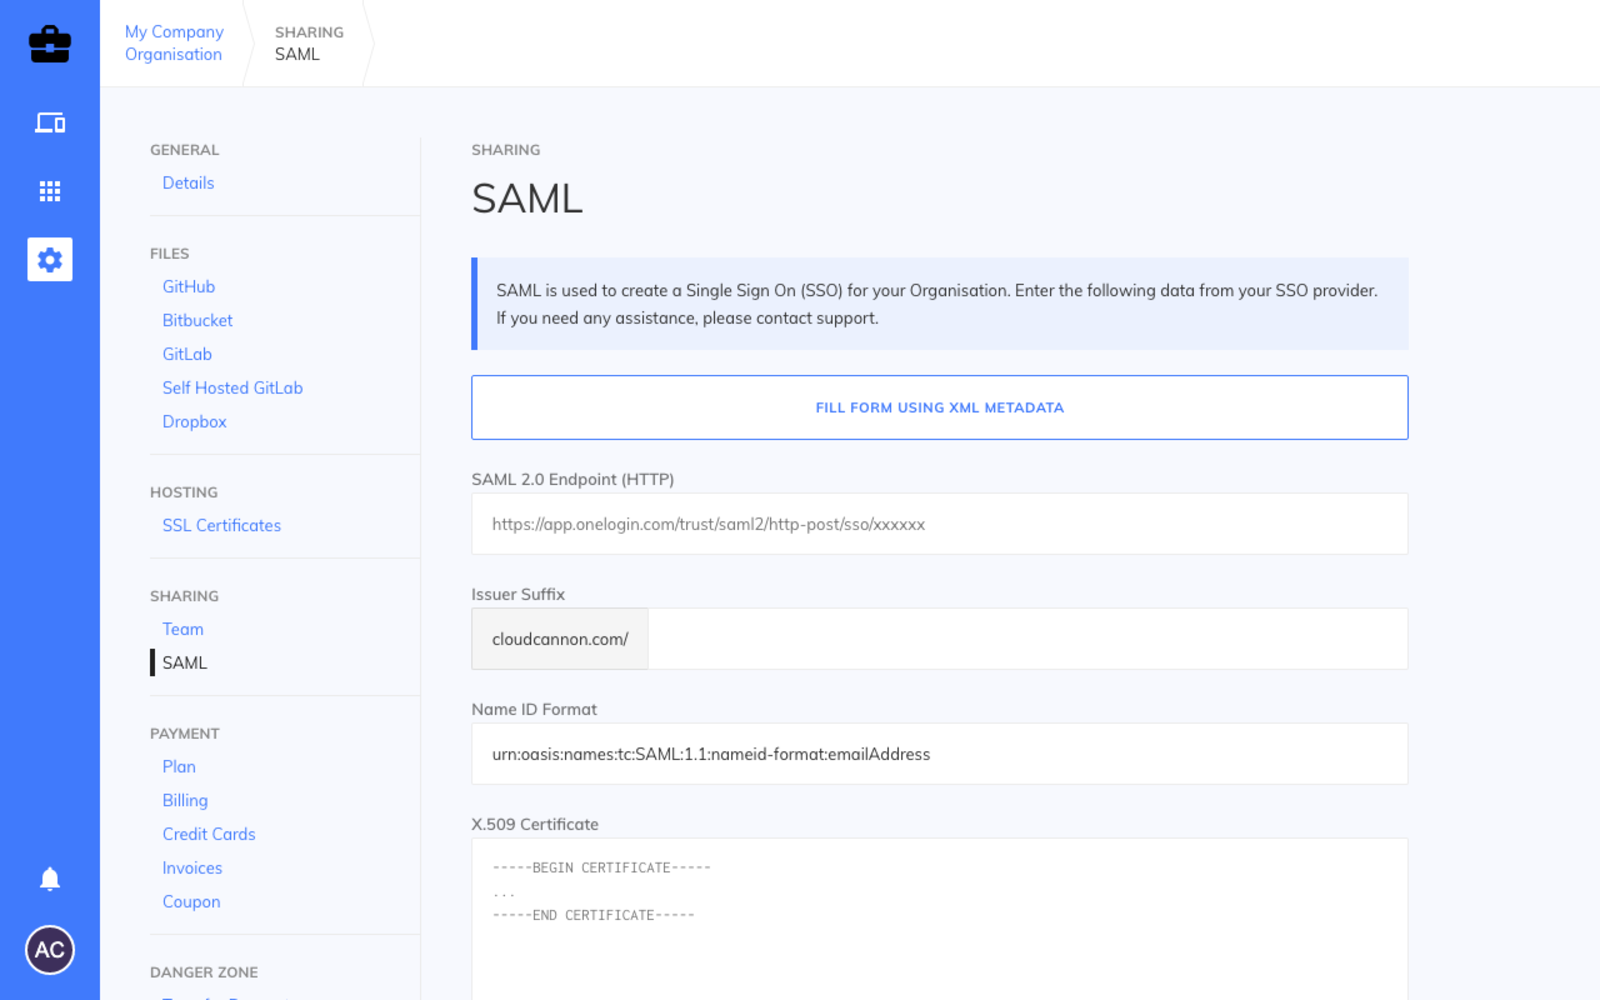 My Company
Organisation
SHARING
SAML
GENERAL
Details
FILES
GitHub
Bitbucket
GitLab
Self Hosted GitLab
Dropbox
HOSTING
SSL Certificates
SHARING
Team
SAML
PAYMENT
Plan
Billing
Credit Cards
Invoices
Coupon
DANGER ZONE
AC
SHARING
SAML
SAML is used to create a Single Sign On (SSO) for your Organisation. Enter the following data from your SSO provider.
If you need any assistance, please contact support.
FILL FORM USING XML METADATA
SAML 2.0 Endpoint (HTTP)
https://app.onelogin.com/trust/saml2/http-post/sso/xxxxxx
Issuer Suffix
cloudcannon.com/
Name ID Format
urn:oasis:names:tc:SAML:1.1:nameid-format:emailAddress
X.509 Certificate
-----BEGIN CERTIFICATE-----
...
-----END CERTIFICATE-----